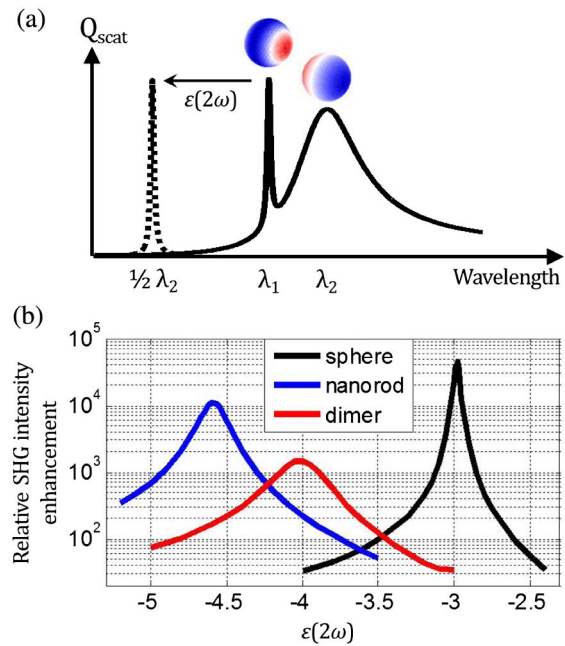 (a)
Q_scat
ε(2ω)
½ λ₂
λ₁
λ₂
Wavelength
(b)
Relative SHG intensity
enhancement
10⁵
10⁴
10³
10²
sphere
nanorod
dimer
-5
-4.5
-4
-3.5
-3
-2.5
ε(2ω)